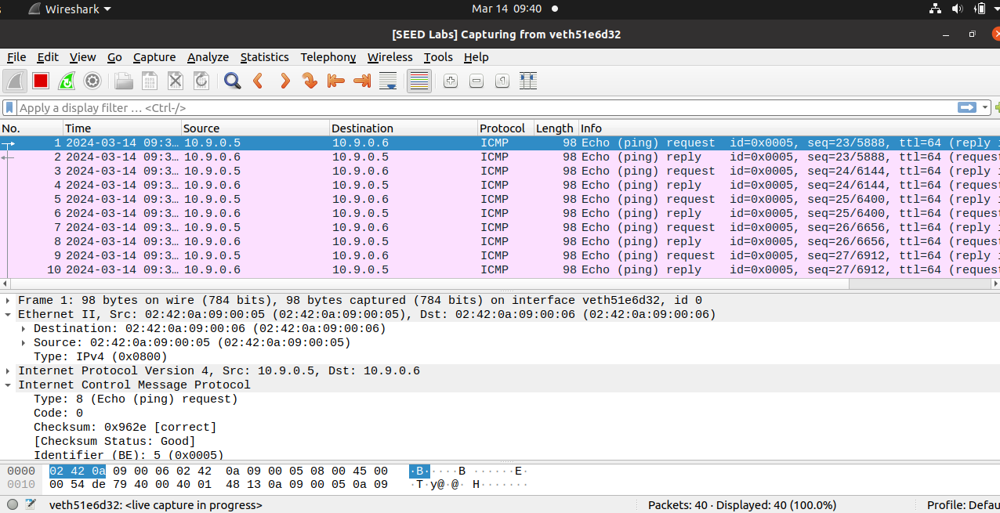 Wireshark Mar 14 09:40
[SEED Labs] Capturing from veth51e6d32
File Edit View Go Capture Analyze Statistics Telephony Wireless Tools Help
Apply a display filter … <Ctrl-/>
No. Time Source Destination Protocol Length Info
1 2024-03-14 09:3… 10.9.0.5 10.9.0.6 ICMP 98 Echo (ping) request id=0x0005, seq=23/5888, ttl=64 (reply i
2 2024-03-14 09:3… 10.9.0.6 10.9.0.5 ICMP 98 Echo (ping) reply id=0x0005, seq=23/5888, ttl=64 (request
3 2024-03-14 09:3… 10.9.0.5 10.9.0.6 ICMP 98 Echo (ping) request id=0x0005, seq=24/6144, ttl=64 (reply i
4 2024-03-14 09:3… 10.9.0.6 10.9.0.5 ICMP 98 Echo (ping) reply id=0x0005, seq=24/6144, ttl=64 (request
5 2024-03-14 09:3… 10.9.0.5 10.9.0.6 ICMP 98 Echo (ping) request id=0x0005, seq=25/6400, ttl=64 (reply i
6 2024-03-14 09:3… 10.9.0.6 10.9.0.5 ICMP 98 Echo (ping) reply id=0x0005, seq=25/6400, ttl=64 (request
7 2024-03-14 09:3… 10.9.0.5 10.9.0.6 ICMP 98 Echo (ping) request id=0x0005, seq=26/6656, ttl=64 (reply i
8 2024-03-14 09:3… 10.9.0.6 10.9.0.5 ICMP 98 Echo (ping) reply id=0x0005, seq=26/6656, ttl=64 (request
9 2024-03-14 09:3… 10.9.0.5 10.9.0.6 ICMP 98 Echo (ping) request id=0x0005, seq=27/6912, ttl=64 (reply i
10 2024-03-14 09:3… 10.9.0.6 10.9.0.5 ICMP 98 Echo (ping) reply id=0x0005, seq=27/6912, ttl=64 (request
Frame 1: 98 bytes on wire (784 bits), 98 bytes captured (784 bits) on interface veth51e6d32, id 0
Ethernet II, Src: 02:42:0a:09:00:05 (02:42:0a:09:00:05), Dst: 02:42:0a:09:00:06 (02:42:0a:09:00:06)
Destination: 02:42:0a:09:00:06 (02:42:0a:09:00:06)
Source: 02:42:0a:09:00:05 (02:42:0a:09:00:05)
Type: IPv4 (0x0800)
Internet Protocol Version 4, Src: 10.9.0.5, Dst: 10.9.0.6
Internet Control Message Protocol
Type: 8 (Echo (ping) request)
Code: 0
Checksum: 0x962e [correct]
[Checksum Status: Good]
Identifier (BE): 5 (0x0005)
0000 02 42 0a 09 00 06 02 42 0a 09 00 05 08 00 45 00 ·B····B ······E·
0010 00 54 de 79 40 00 40 01 48 13 0a 09 00 05 0a 09 ·T·y@·@· H·······
veth51e6d32: <live capture in progress> Packets: 40 · Displayed: 40 (100.0%) Profile: Defau